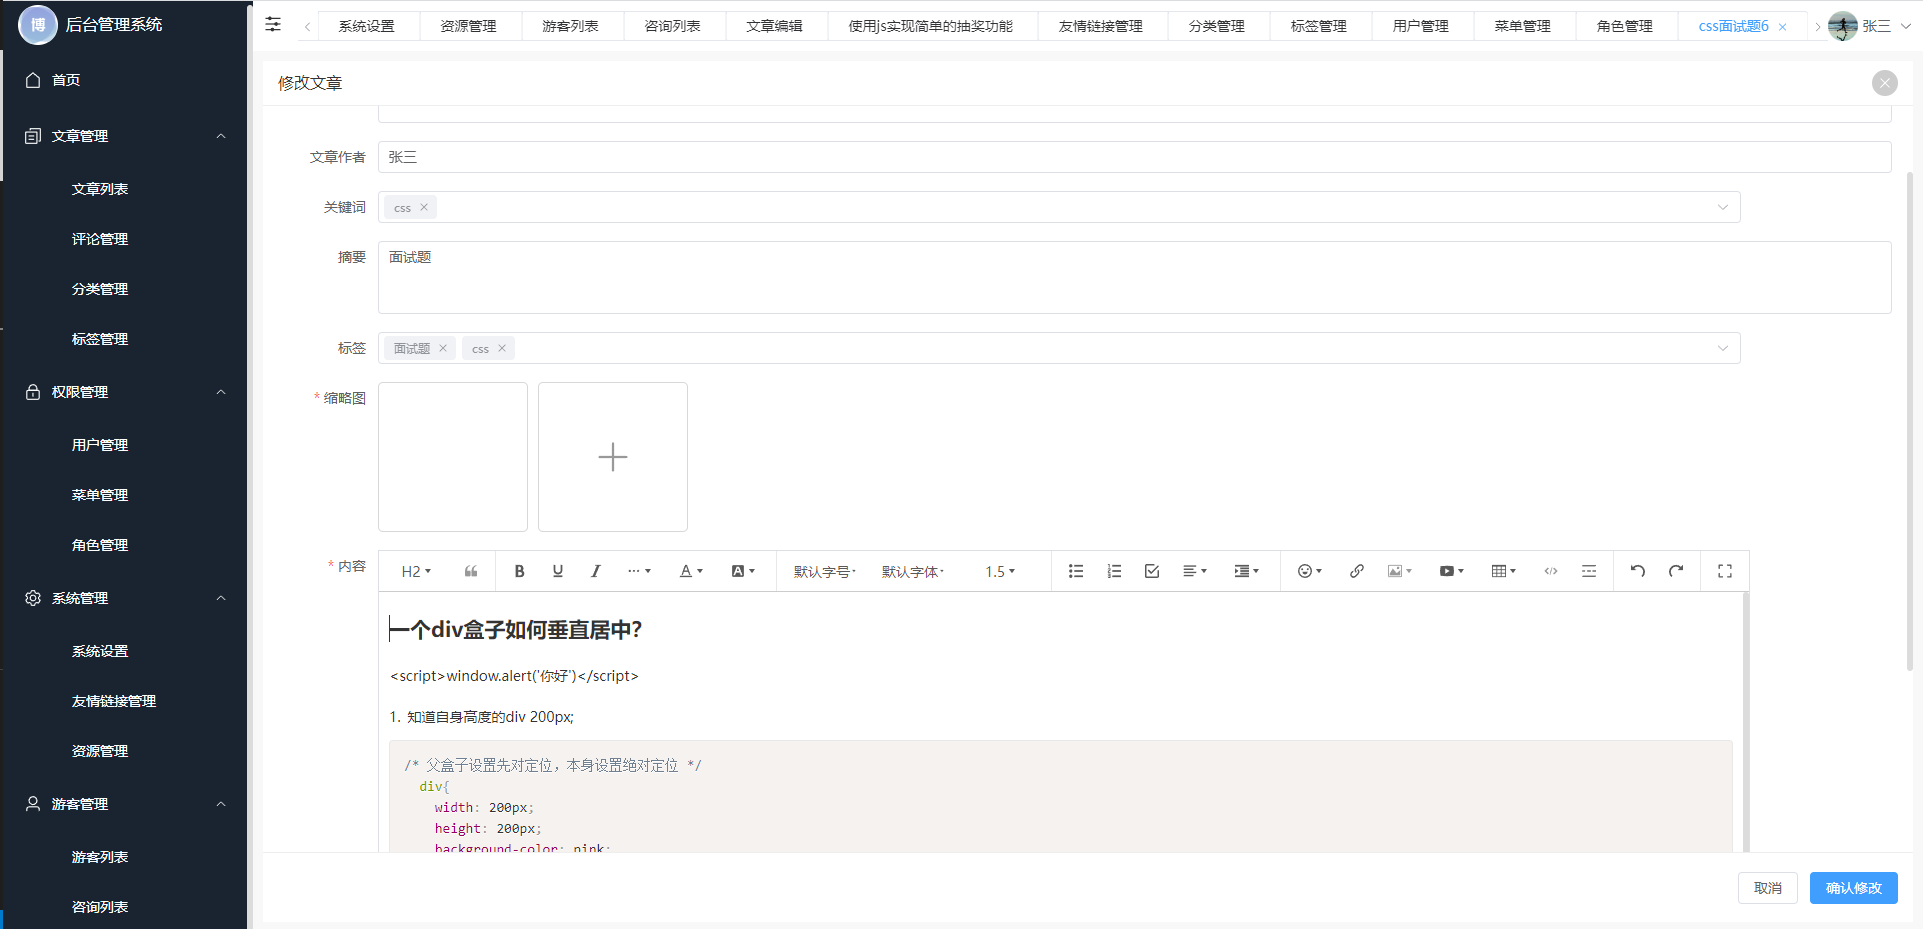 博 后台管理系统
系统设置 资源管理 游客列表 咨询列表 文章编辑 使用js实现简单的抽奖功能 友情链接管理 分类管理 标签管理 用户管理 菜单管理 角色管理 css面试题6 张三
首页
文章管理
文章列表
评论管理
分类管理
标签管理
权限管理
用户管理
菜单管理
角色管理
系统管理
系统设置
友情链接管理
资源管理
游客管理
游客列表
咨询列表
修改文章
文章作者 张三
关键词 css
摘要 面试题
标签 面试题 css
* 缩略图
* 内容 H2 B U I ... A A 默认字号 默认字体 1.5
一个div盒子如何垂直居中?
<script>window.alert('你好')</script>
1. 知道自身高度的div 200px;
/* 父盒子设置先对定位，本身设置绝对定位 */
div{
width: 200px;
height: 200px;
background-color: pink;
取消 确认修改